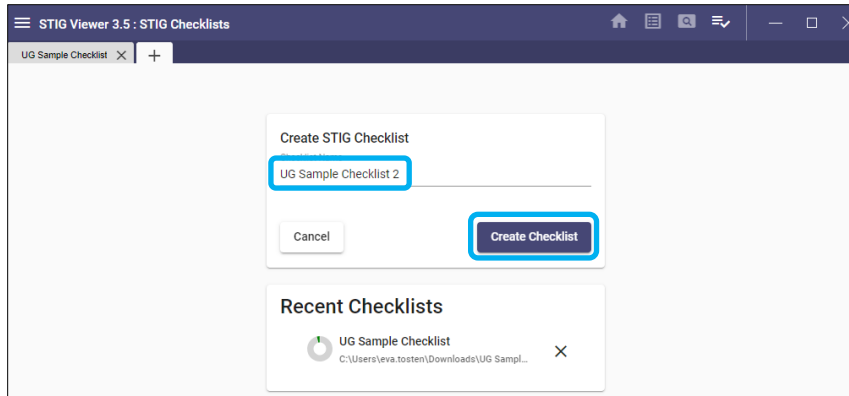 STIG Viewer 3.5 : STIG Checklists
UG Sample Checklist
Create STIG Checklist
UG Sample Checklist 2
Cancel
Create Checklist
Recent Checklists
UG Sample Checklist
C:\Users\eva.tosten\Downloads\UG Sampl...